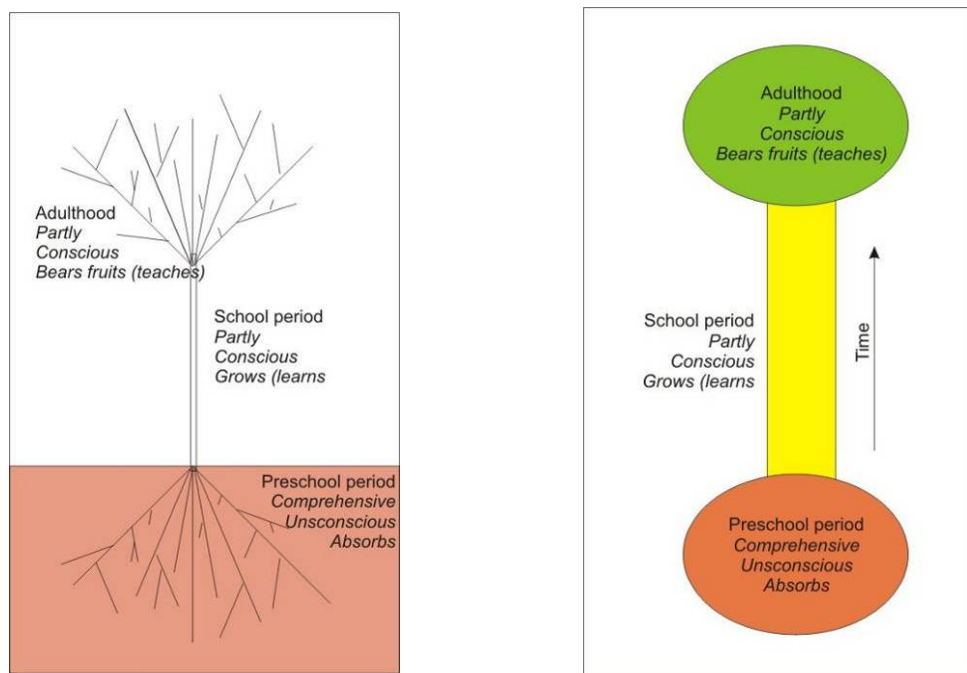 Adulthood
Partly
Conscious
Bears fruits (teaches)
School period
Partly
Conscious
Grows (learns
Preschool period
Comprehensive
Unsconscious
Absorbs
Adulthood
Partly
Conscious
Bears fruits (teaches)
School period
Partly
Conscious
Grows (learns
Time
Preschool period
Comprehensive
Unsconscious
Absorbs